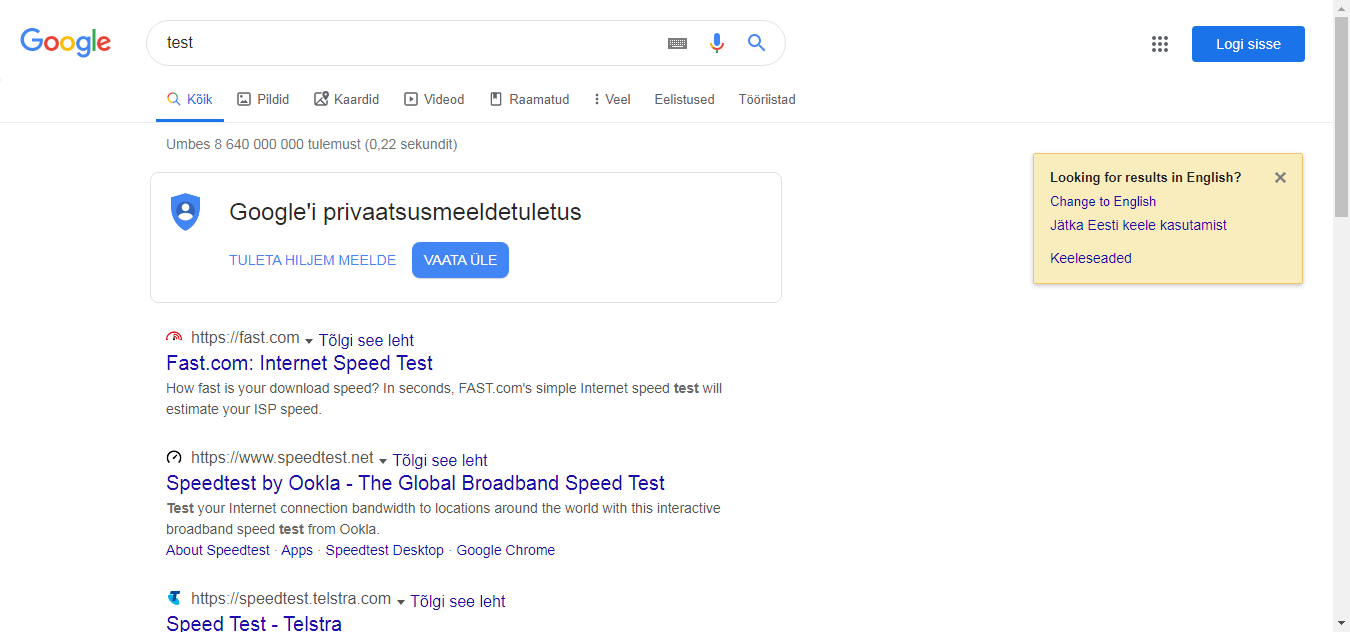 Google
test
Logi sisse
Kõik Pildid Kaardid Videod Raamatud Veel Eelistused Tööriistad
Umbes 8 640 000 000 tulemust (0,22 sekundit)
Google'i privaatsusmeeldetuletus
TULETA HILJEM MEELDE VAATA ÜLE
Looking for results in English?
Change to English
Jätka Eesti keele kasutamist
Keeleseaded
https://fast.com Tõlgi see leht
Fast.com: Internet Speed Test
How fast is your download speed? In seconds, FAST.com's simple Internet speed test will
estimate your ISP speed.
https://www.speedtest.net Tõlgi see leht
Speedtest by Ookla - The Global Broadband Speed Test
Test your Internet connection bandwidth to locations around the world with this interactive
broadband speed test from Ookla.
About Speedtest · Apps · Speedtest Desktop · Google Chrome
https://speedtest.telstra.com Tõlgi see leht
Speed Test - Telstra